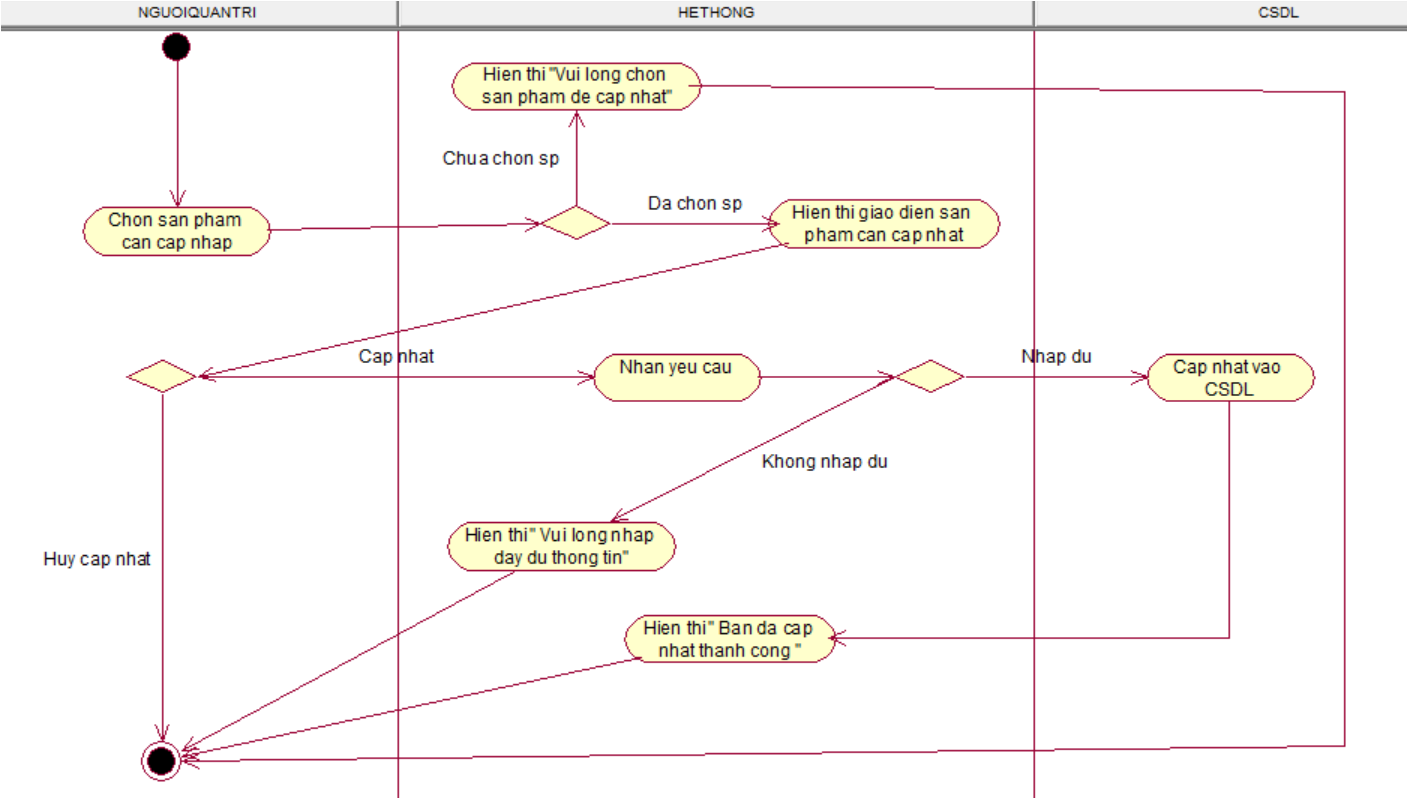 NGUOIQUANTRI
HETHONG
CSDL
Hien thi "Vui long chon
san pham de cap nhat"
Chua chon sp
Da chon sp
Chon san pham
can cap nhap
Hien thi giao dien san
pham can cap nhat
Cap nhat
Nhan yeu cau
Nhap du
Cap nhat vao
CSDL
Khong nhap du
Hien thi" Vui long nhap
day du thong tin"
Huy cap nhat
Hien thi" Ban da cap
nhat thanh cong "